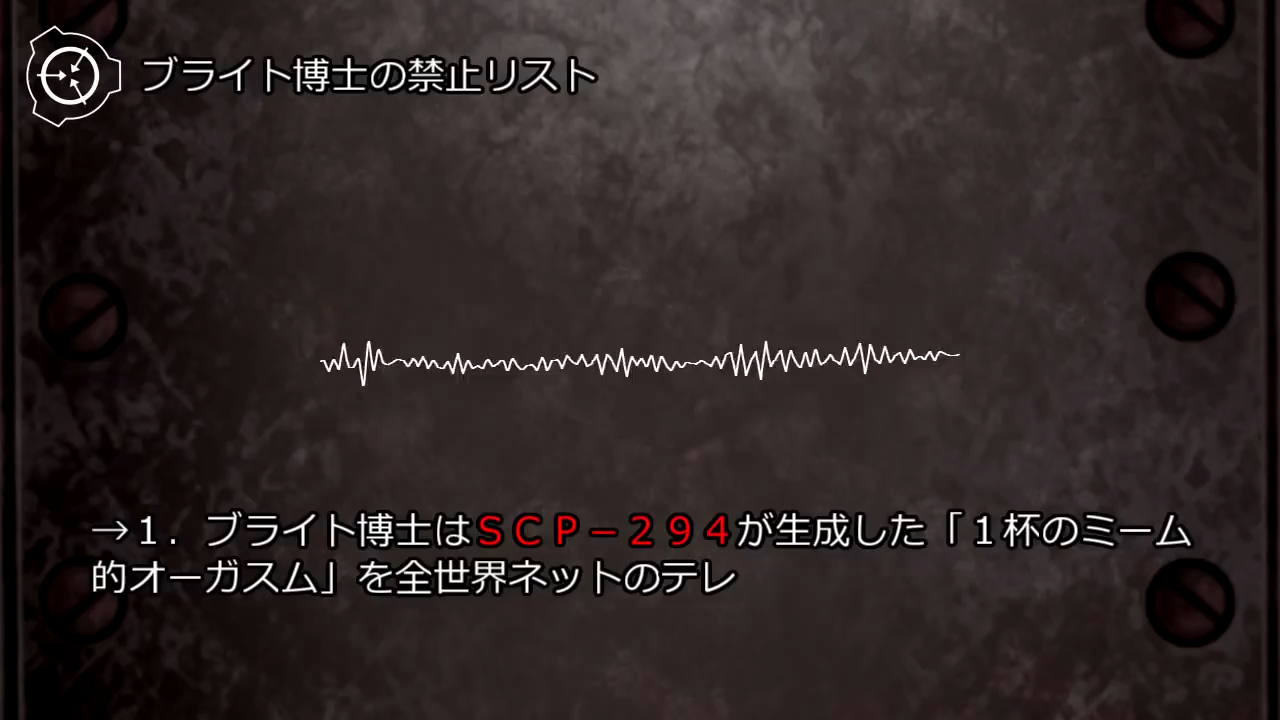 ブライト博士の禁止リスト
→１．ブライト博士はＳＣＰ－２９４が生成した「１杯のミーム
的オーガスム」を全世界ネットのテレ